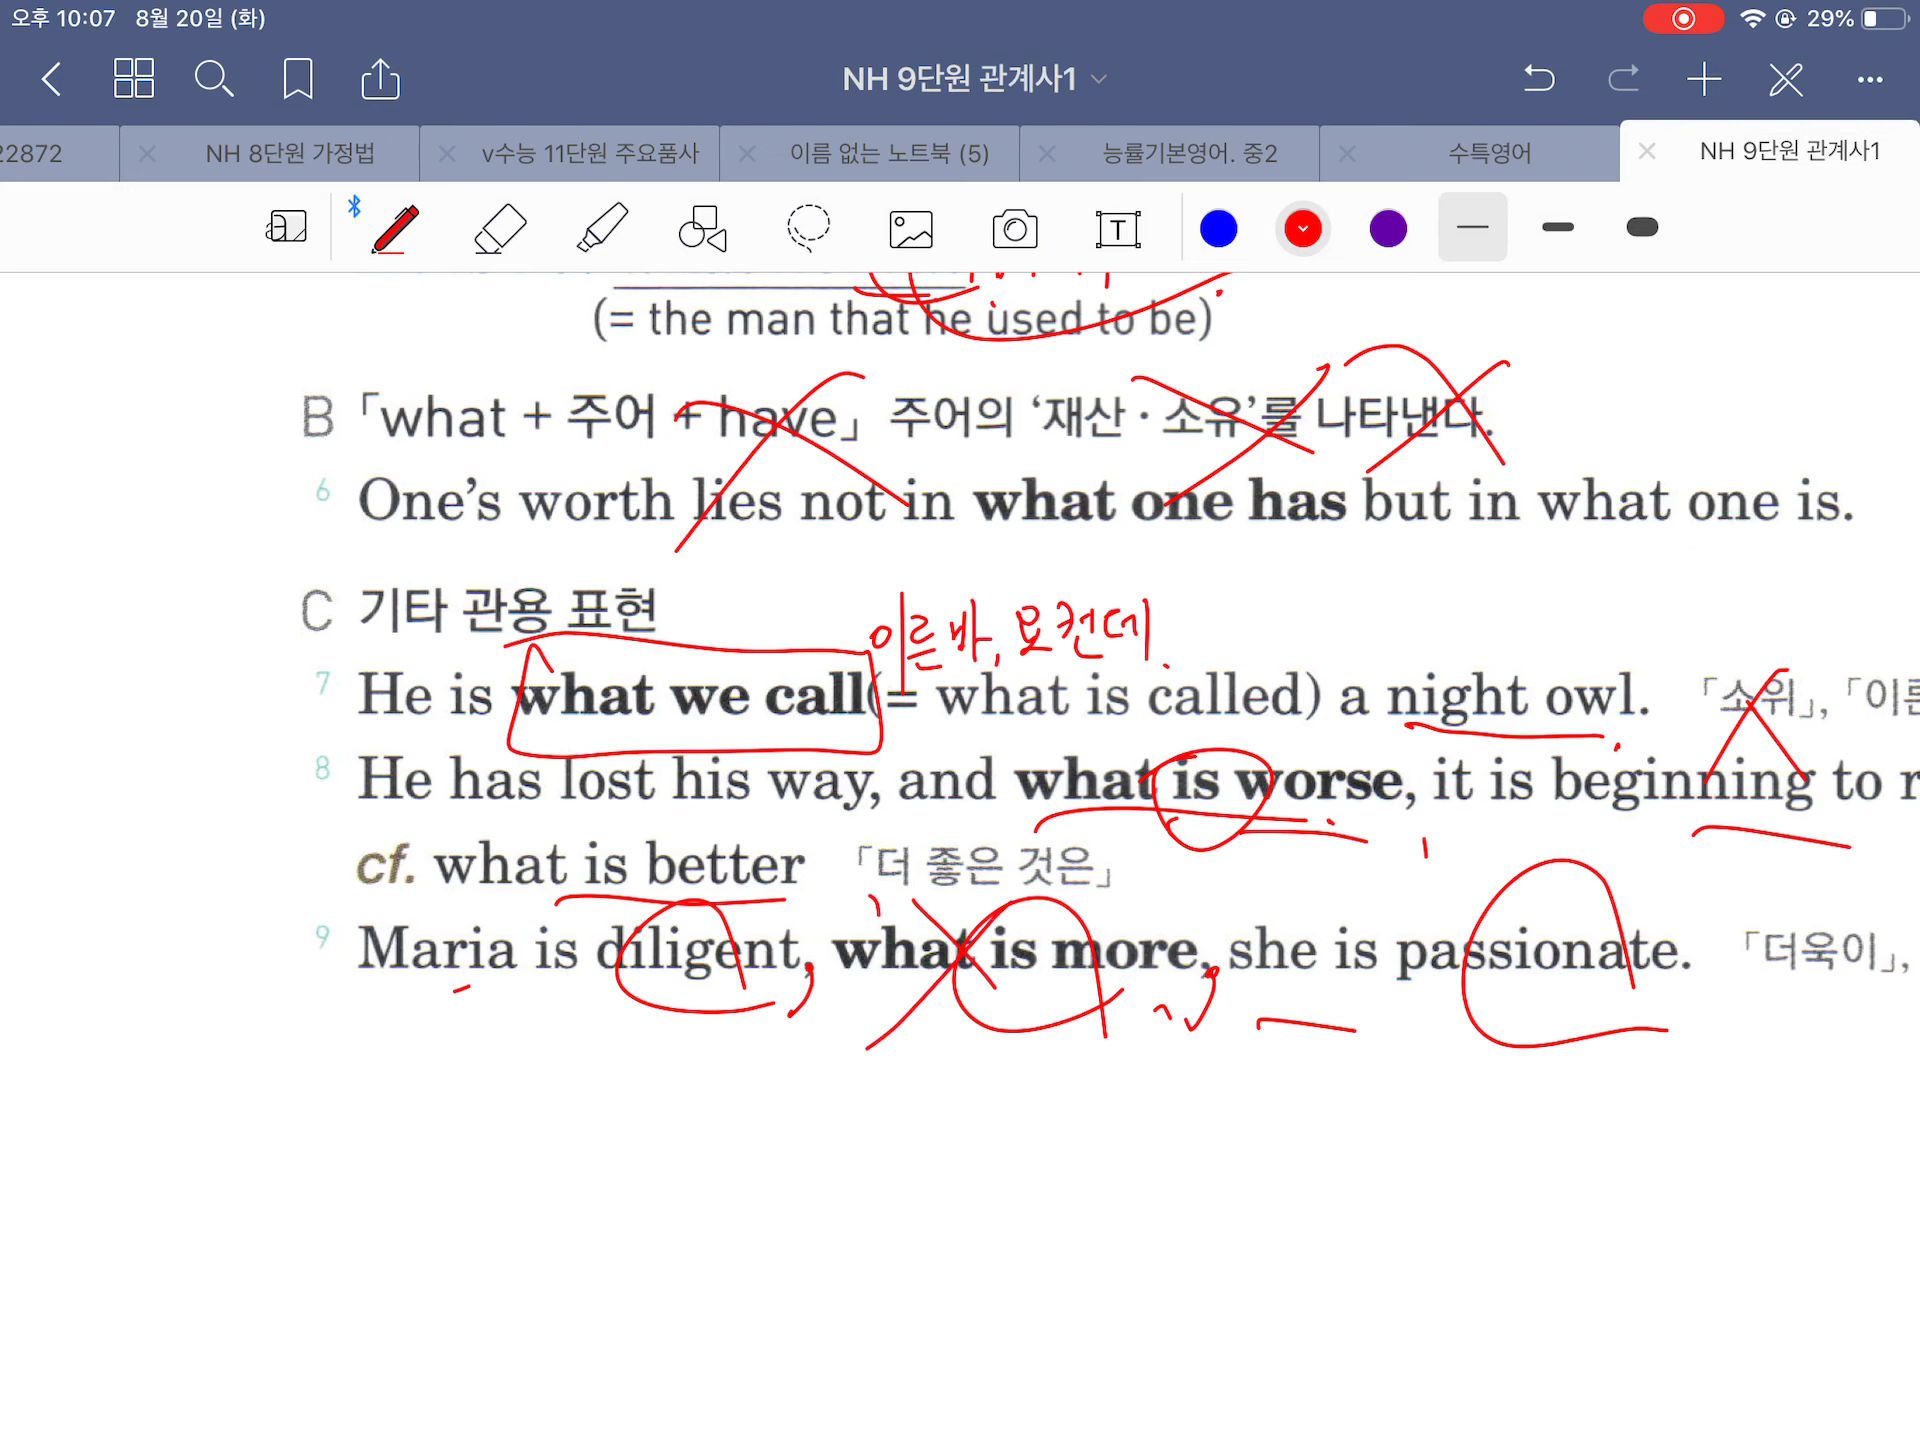 오후 10:07 8월 20일 (화) 29%
NH 9단원 관계사1
22872 NH 8단원 가정법 v수능 11단원 주요품사 이름 없는 노트북 (5) 능률기본영어. 중2 수특영어 NH 9단원 관계사1
T
(= the man that he used to be)
B 「what + 주어 + have」 주어의 ‘재산 · 소유’를 나타낸다.
6 One’s worth lies not in what one has but in what one is.
C 기타 관용 표현
이른바, 모컨데.
7 He is what we call(= what is called) a night owl. 「소위」, 「이른
8 He has lost his way, and what is worse, it is beginning to r
cf. what is better 「더 좋은 것은」
9 Maria is diligent, what is more, she is passionate. 「더욱이」,